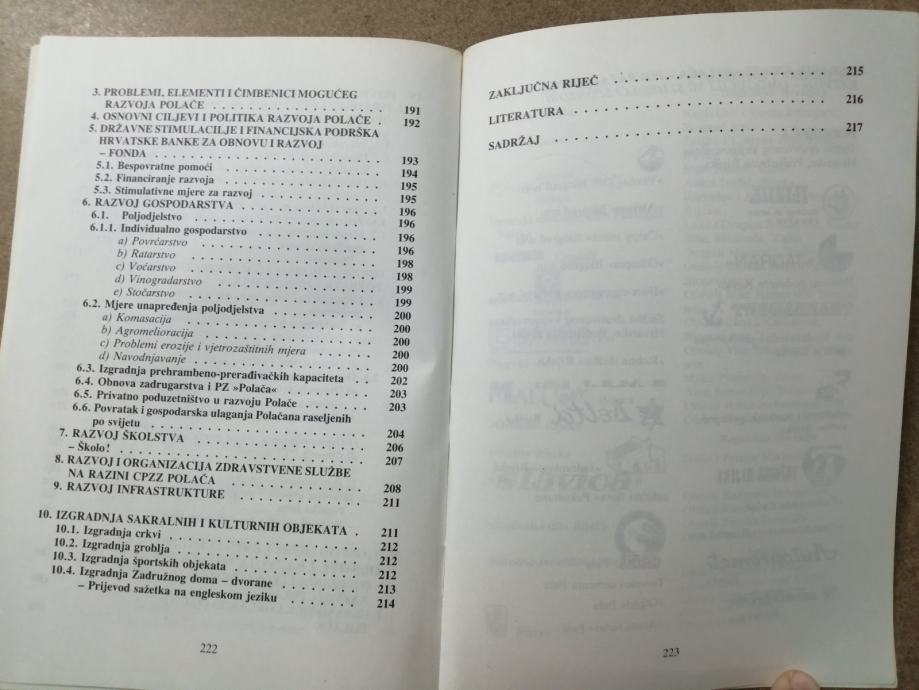 3. PROBLEMI, ELEMENTI I ČIMBENICI MOGUĆEG
RAZVOJA POLAČE . . . . . . . . . . . . . . . . 191
4. OSNOVNI CILJEVI I POLITIKA RAZVOJA POLAČE . 192
5. DRŽAVNE STIMULACILJE I FINANCIJSKA PODRŠKA
HRVATSKE BANKE ZA OBNOVU I RAZVOJ
– FONDA . . . . . . . . . . . . . . . . 193
5.1. Bespovratne pomoći . . . . . . . . . . . . 194
5.2. Financiranje razvoja . . . . . . . . . . . . 195
5.3. Stimulativne mjere za razvoj . . . . . . . . 195
6. RAZVOJ GOSPODARSTVA . . . . . . . . . . . 196
6.1. Poljodjelstvo . . . . . . . . . . . . . . 196
6.1.1. Individualno gospodarstvo . . . . . . . . . 196
a) Povrćarstvo . . . . . . . . . . . . . 196
b) Ratarstvo . . . . . . . . . . . . . . 198
c) Voćarstvo . . . . . . . . . . . . . . 198
d) Vinogradarstvo . . . . . . . . . . . . 199
e) Stočarstvo . . . . . . . . . . . . . . 199
6.2. Mjere unapređenja poljodjelstva . . . . . . . 200
a) Komasacija . . . . . . . . . . . . . . 200
b) Agromelioracija . . . . . . . . . . . . 200
c) Problemi erozije i vjetrozaštitnih mjera . . . . 200
d) Navodnjavanje . . . . . . . . . . . . . 200
6.3. Izgradnja prehrambeno-prerađivačkih kapaciteta . . 202
6.4. Obnova zadrugarstva i PZ »Polača« . . . . . . . 203
6.5. Privatno poduzetništvo u razvoju Polače . . . . . 203
6.6. Povratak i gospodarska ulaganja Polačana raseljenih
po svijetu . . . . . . . . . . . . . . . . 204
7. RAZVOJ ŠKOLSTVA . . . . . . . . . . . . . 206
– Školo! . . . . . . . . . . . . . . . . . 207
8. RAZVOJ I ORGANIZACIJA ZDRAVSTVENE SLUŽBE
NA RAZINI CPZZ POLAČA . . . . . . . . . . . 208
9. RAZVOJ INFRASTRUKTURE . . . . . . . . . . 211
10. IZGRADNJA SAKRALNIH I KULTURNIH OBJEKATA . 211
10.1. Izgradnja crkvi . . . . . . . . . . . . . 212
10.2. Izgradnja groblja . . . . . . . . . . . . 212
10.3. Izgradnja športskih objekata . . . . . . . . 212
10.4. Izgradnja Zadružnog doma – dvorane . . . . . 213
– Prijevod sažetka na engleskom jeziku . . . . . 214
222
ZAKLJUČNA RIJEČ . . . . . . . . . . . . . . . . 215
LITERATURA . . . . . . . . . . . . . . . . . . 216
SADRŽAJ . . . . . . . . . . . . . . . . . . . 217
223